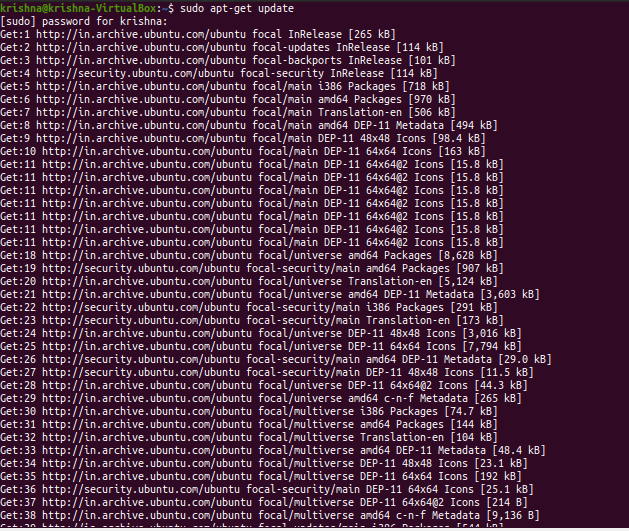 krishna@krishna-VirtualBox:~$ sudo apt-get update
[sudo] password for krishna:
Get:1 http://in.archive.ubuntu.com/ubuntu focal InRelease [265 kB]
Get:2 http://in.archive.ubuntu.com/ubuntu focal-updates InRelease [114 kB]
Get:3 http://in.archive.ubuntu.com/ubuntu focal-backports InRelease [101 kB]
Get:4 http://security.ubuntu.com/ubuntu focal-security InRelease [114 kB]
Get:5 http://in.archive.ubuntu.com/ubuntu focal/main i386 Packages [718 kB]
Get:6 http://in.archive.ubuntu.com/ubuntu focal/main amd64 Packages [970 kB]
Get:7 http://in.archive.ubuntu.com/ubuntu focal/main Translation-en [506 kB]
Get:8 http://in.archive.ubuntu.com/ubuntu focal/main amd64 DEP-11 Metadata [494 kB]
Get:9 http://in.archive.ubuntu.com/ubuntu focal/main DEP-11 48x48 Icons [98.4 kB]
Get:10 http://in.archive.ubuntu.com/ubuntu focal/main DEP-11 64x64 Icons [163 kB]
Get:11 http://in.archive.ubuntu.com/ubuntu focal/main DEP-11 64x64@2 Icons [15.8 kB]
Get:11 http://in.archive.ubuntu.com/ubuntu focal/main DEP-11 64x64@2 Icons [15.8 kB]
Get:11 http://in.archive.ubuntu.com/ubuntu focal/main DEP-11 64x64@2 Icons [15.8 kB]
Get:11 http://in.archive.ubuntu.com/ubuntu focal/main DEP-11 64x64@2 Icons [15.8 kB]
Get:11 http://in.archive.ubuntu.com/ubuntu focal/main DEP-11 64x64@2 Icons [15.8 kB]
Get:11 http://in.archive.ubuntu.com/ubuntu focal/main DEP-11 64x64@2 Icons [15.8 kB]
Get:11 http://in.archive.ubuntu.com/ubuntu focal/main DEP-11 64x64@2 Icons [15.8 kB]
Get:18 http://in.archive.ubuntu.com/ubuntu focal/universe amd64 Packages [8,628 kB]
Get:19 http://security.ubuntu.com/ubuntu focal-security/main amd64 Packages [907 kB]
Get:20 http://in.archive.ubuntu.com/ubuntu focal/universe Translation-en [5,124 kB]
Get:21 http://in.archive.ubuntu.com/ubuntu focal/universe amd64 DEP-11 Metadata [3,603 kB]
Get:22 http://security.ubuntu.com/ubuntu focal-security/main i386 Packages [291 kB]
Get:23 http://security.ubuntu.com/ubuntu focal-security/main Translation-en [173 kB]
Get:24 http://in.archive.ubuntu.com/ubuntu focal/universe DEP-11 48x48 Icons [3,016 kB]
Get:25 http://in.archive.ubuntu.com/ubuntu focal/universe DEP-11 64x64 Icons [7,794 kB]
Get:26 http://security.ubuntu.com/ubuntu focal-security/main amd64 DEP-11 Metadata [29.0 kB]
Get:27 http://security.ubuntu.com/ubuntu focal-security/main DEP-11 48x48 Icons [11.5 kB]
Get:28 http://in.archive.ubuntu.com/ubuntu focal/universe DEP-11 64x64@2 Icons [44.3 kB]
Get:29 http://in.archive.ubuntu.com/ubuntu focal/universe amd64 c-n-f Metadata [265 kB]
Get:30 http://in.archive.ubuntu.com/ubuntu focal/multiverse i386 Packages [74.7 kB]
Get:31 http://in.archive.ubuntu.com/ubuntu focal/multiverse amd64 Packages [144 kB]
Get:32 http://in.archive.ubuntu.com/ubuntu focal/multiverse Translation-en [104 kB]
Get:33 http://in.archive.ubuntu.com/ubuntu focal/multiverse amd64 DEP-11 Metadata [48.4 kB]
Get:34 http://in.archive.ubuntu.com/ubuntu focal/multiverse DEP-11 48x48 Icons [23.1 kB]
Get:35 http://in.archive.ubuntu.com/ubuntu focal/multiverse DEP-11 64x64 Icons [192 kB]
Get:36 http://security.ubuntu.com/ubuntu focal-security/main DEP-11 64x64 Icons [25.1 kB]
Get:37 http://in.archive.ubuntu.com/ubuntu focal/multiverse DEP-11 64x64@2 Icons [214 B]
Get:38 http://in.archive.ubuntu.com/ubuntu focal/multiverse amd64 c-n-f Metadata [9,136 B]